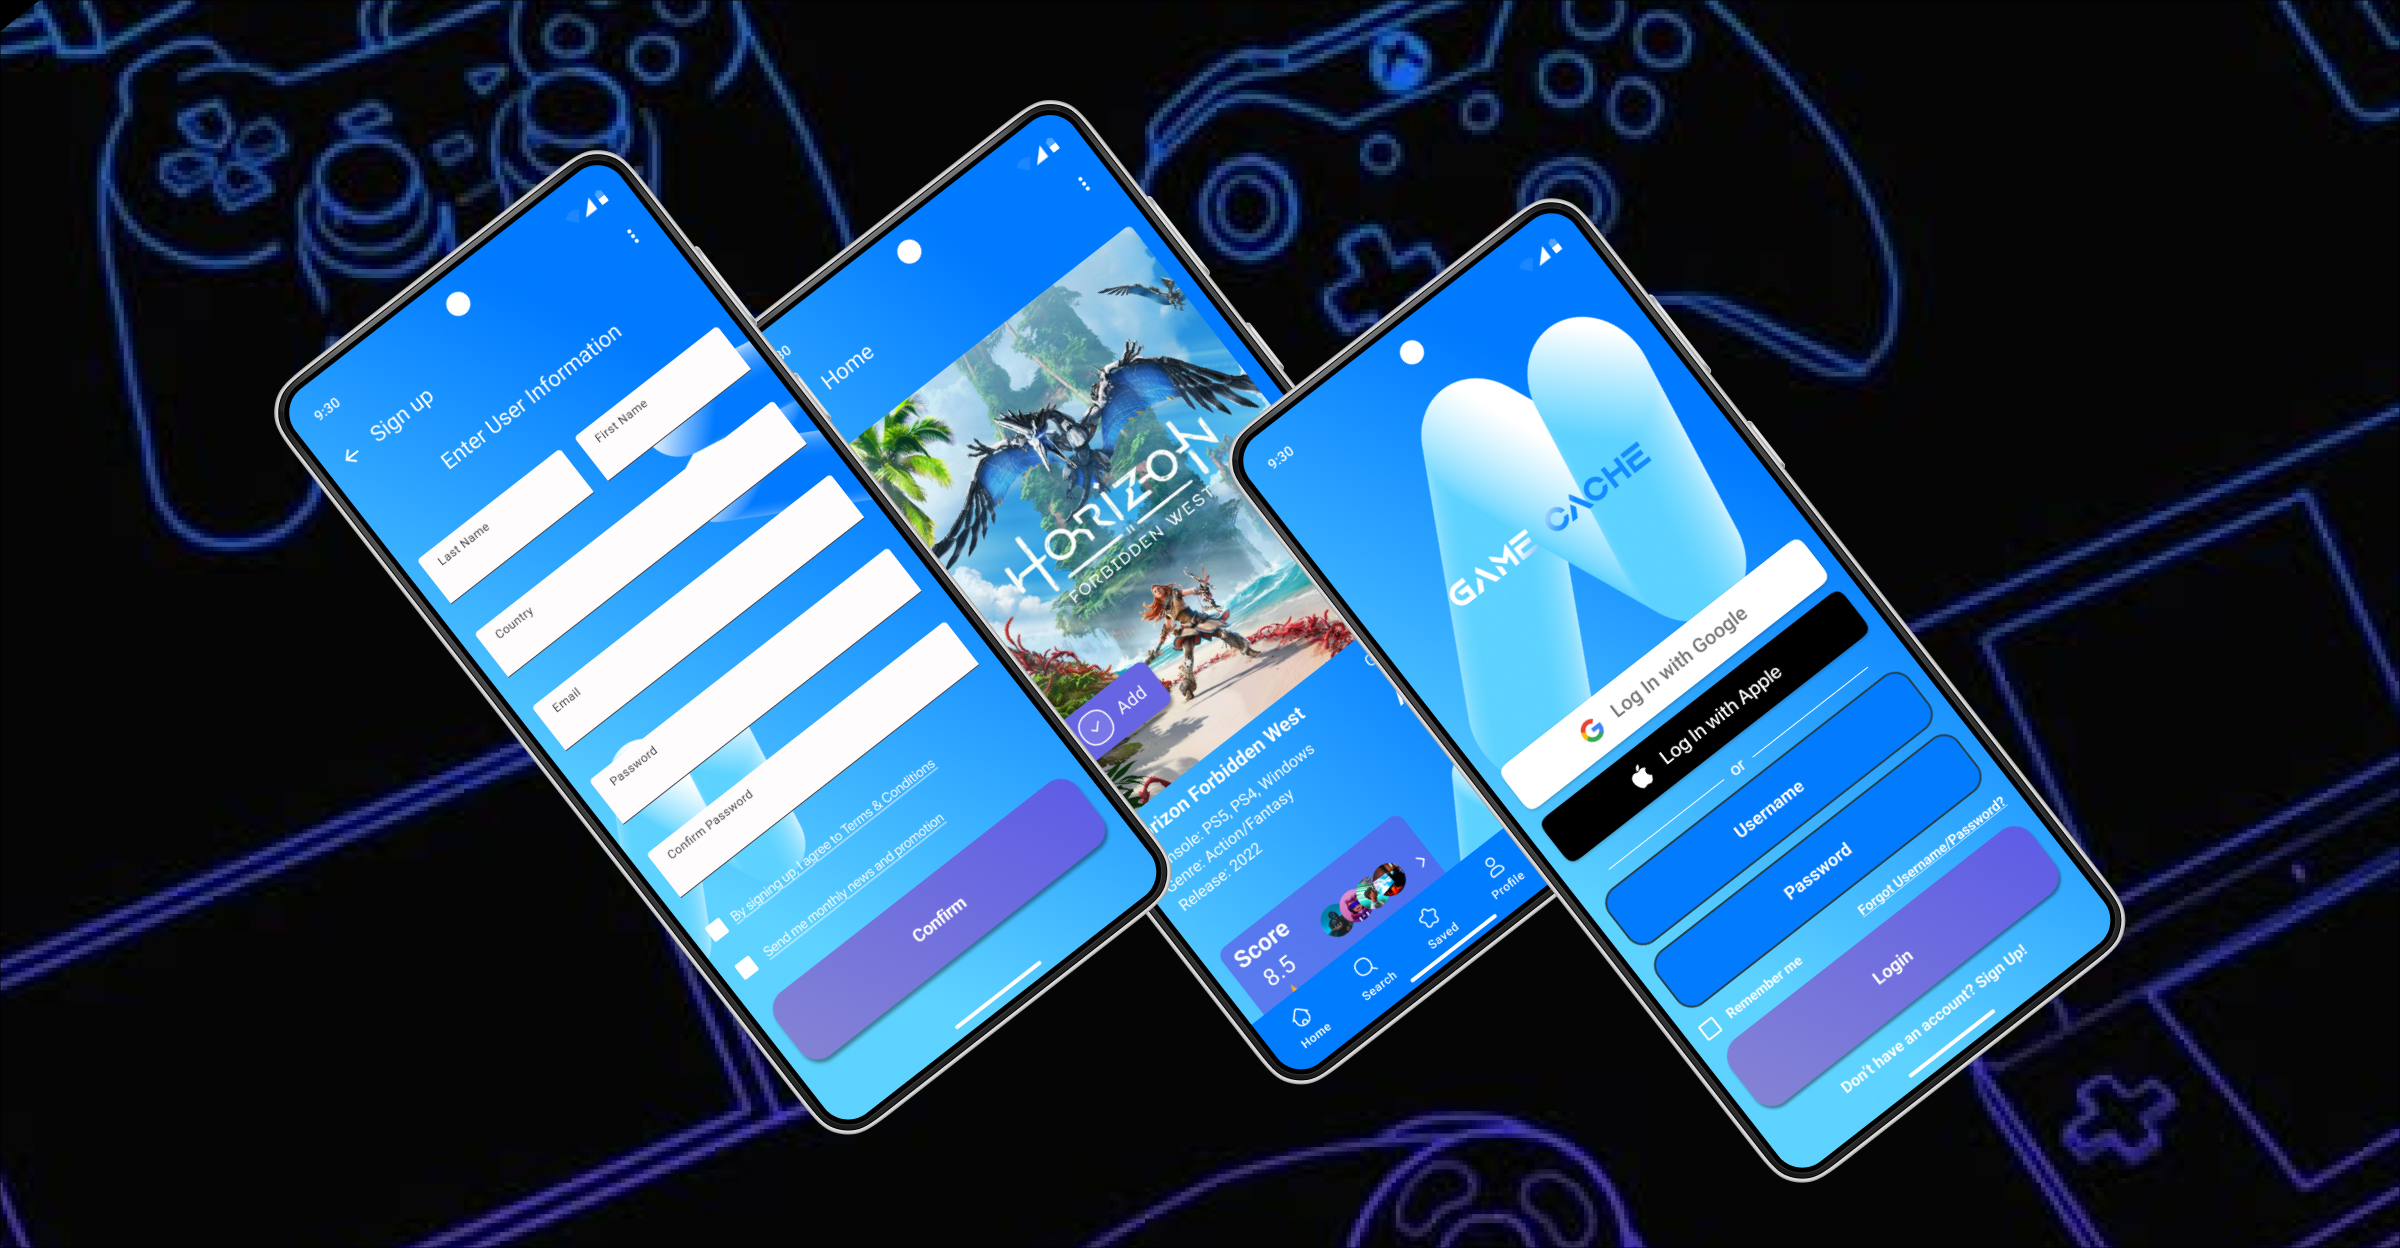 9:30
Sign up
Enter User Information
Last Name
First Name
Country
Email
Password
Confirm Password
By signing up, I agree to Terms & Conditions
Send me monthly news and promotion
Confirm
30
Home
HORIZON
FORBIDDEN WEST
Add
rizon Forbidden West
nsole: PS5, PS4, Windows
Genre: Action/Fantasy
Release: 2022
Score
8.5
Home
Search
Saved
Profile
9:30
GAME CACHE
Log In with Google
Log In with Apple
or
Username
Password
Forgot Username/Password?
Remember me
Login
Don't have an account? Sign Up!